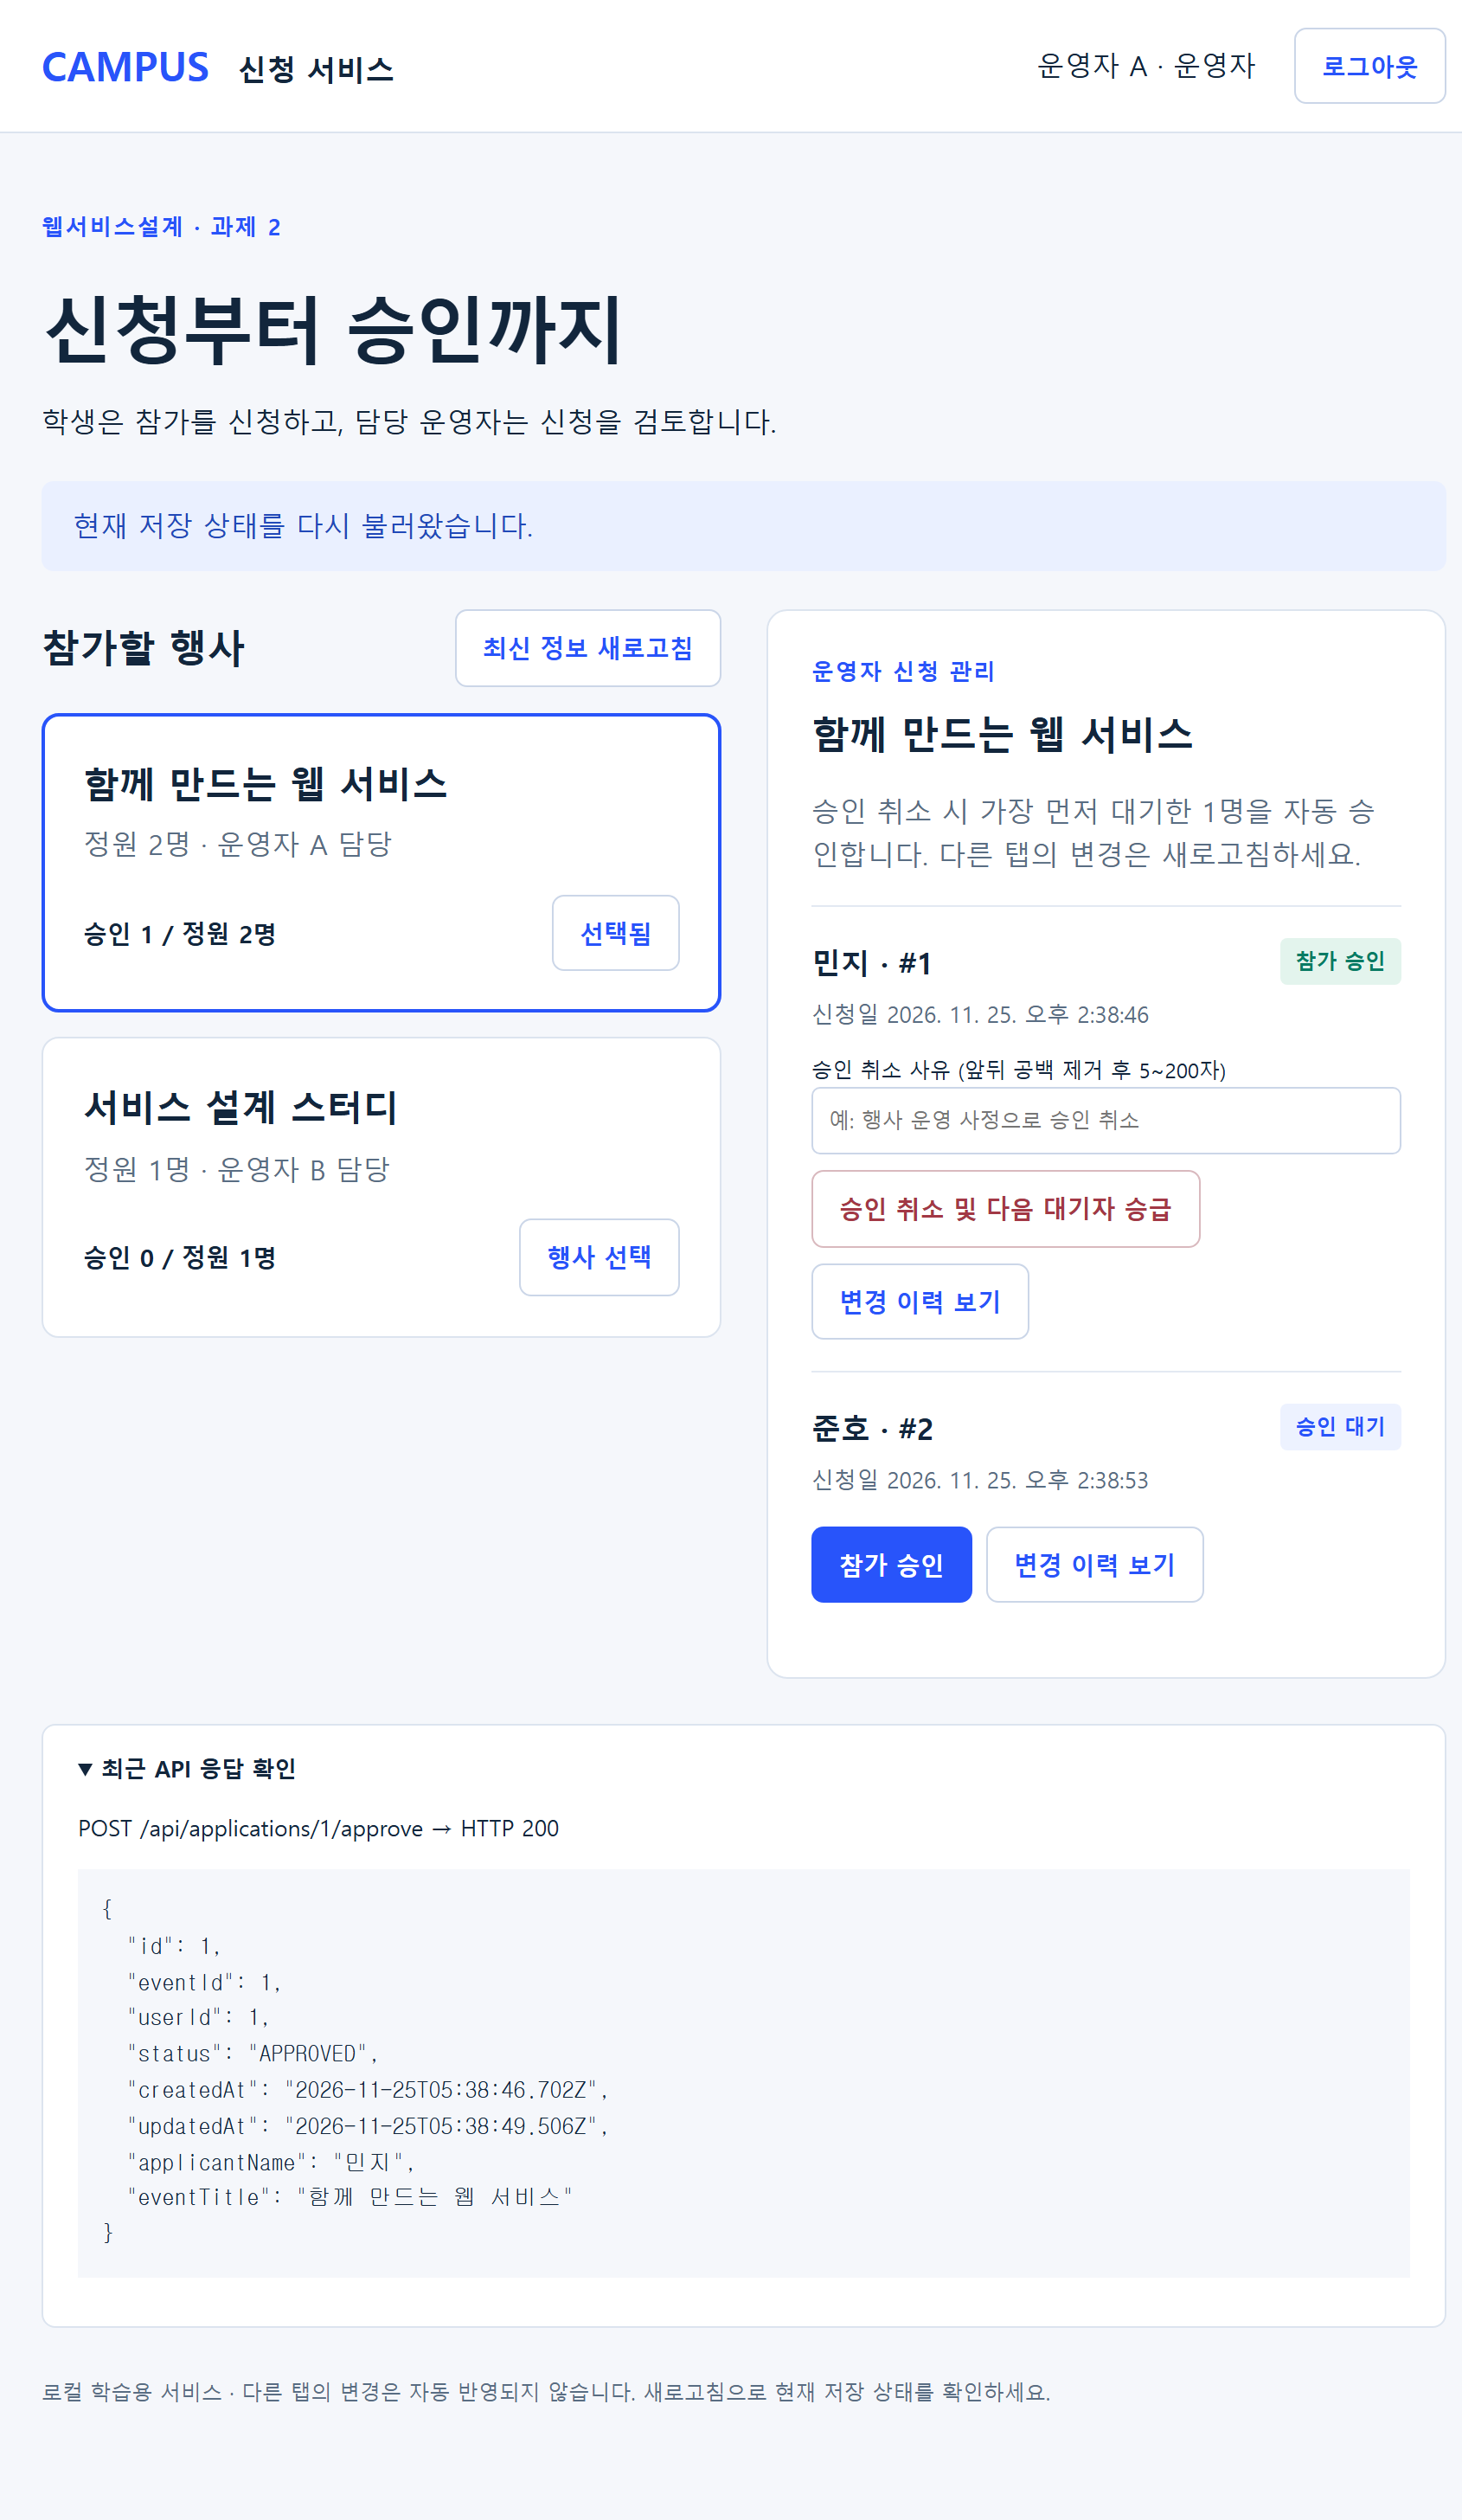 CAMPUS 신청 서비스
운영자 A · 운영자
로그아웃
웹서비스설계 · 과제 2
신청부터 승인까지
학생은 참가를 신청하고, 담당 운영자는 신청을 검토합니다.
현재 저장 상태를 다시 불러왔습니다.
참가할 행사
최신 정보 새로고침
함께 만드는 웹 서비스
정원 2명 · 운영자 A 담당
승인 1 / 정원 2명
선택됨
서비스 설계 스터디
정원 1명 · 운영자 B 담당
승인 0 / 정원 1명
행사 선택
운영자 신청 관리
함께 만드는 웹 서비스
승인 취소 시 가장 먼저 대기한 1명을 자동 승
인합니다. 다른 탭의 변경은 새로고침하세요.
민지 · #1
참가 승인
신청일 2026. 11. 25. 오후 2:38:46
승인 취소 사유 (앞뒤 공백 제거 후 5~200자)
예: 행사 운영 사정으로 승인 취소
승인 취소 및 다음 대기자 승급
변경 이력 보기
준호 · #2
승인 대기
신청일 2026. 11. 25. 오후 2:38:53
참가 승인
변경 이력 보기
▼ 최근 API 응답 확인
POST /api/applications/1/approve → HTTP 200
{
"id": 1,
"eventId": 1,
"userId": 1,
"status": "APPROVED",
"createdAt": "2026-11-25T05:38:46.702Z",
"updatedAt": "2026-11-25T05:38:49.506Z",
"applicantName": "민지",
"eventTitle": "함께 만드는 웹 서비스"
}
로컬 학습용 서비스 · 다른 탭의 변경은 자동 반영되지 않습니다. 새로고침으로 현재 저장 상태를 확인하세요.